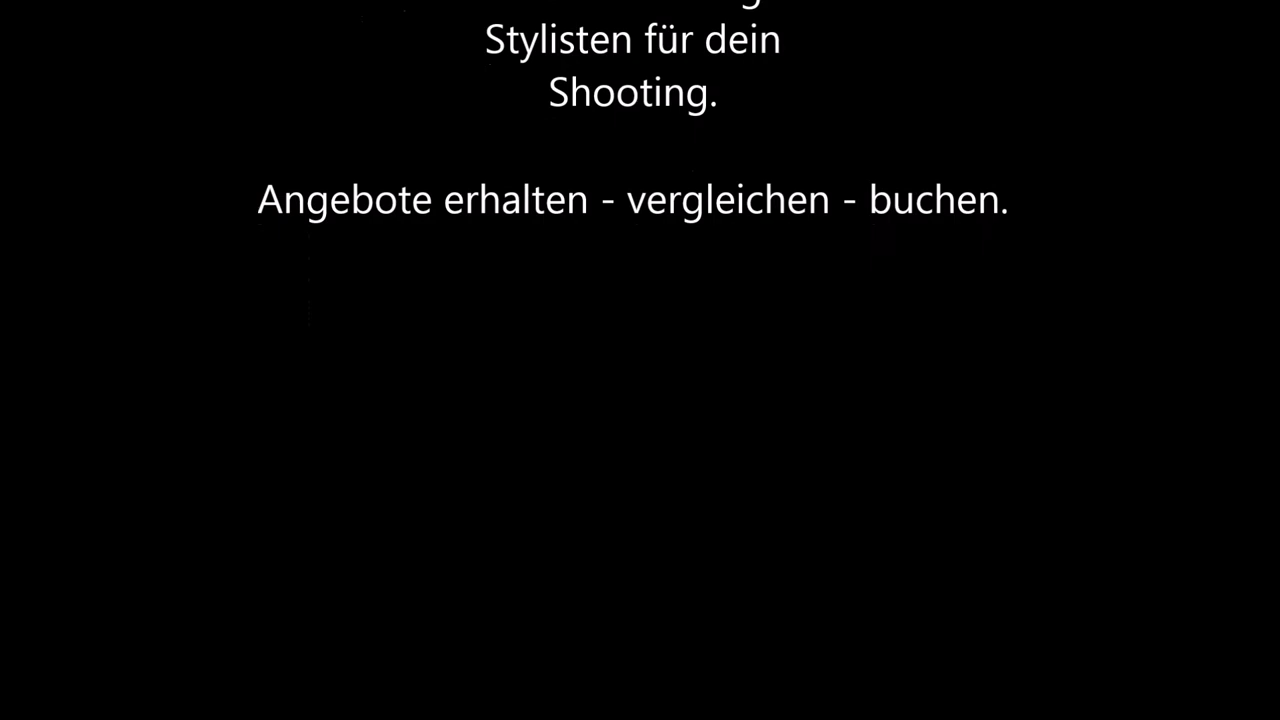 Stylisten für dein
Shooting.
Angebote erhalten - vergleichen - buchen.